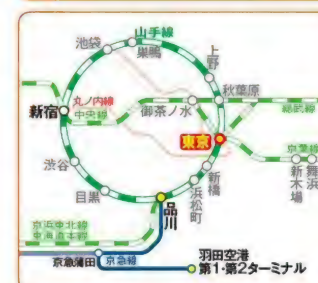 山手線
池袋
巣鴨
上野
丸ノ内線
秋葉原
新宿
中央線
御茶ノ水
総武線
東京
京葉線
渋谷
新橋
新木場
舞浜
目黒
浜松町
品川
京浜東北線
東海道本線
京急蒲田
京急線
羽田空港
第1・第2ターミナル